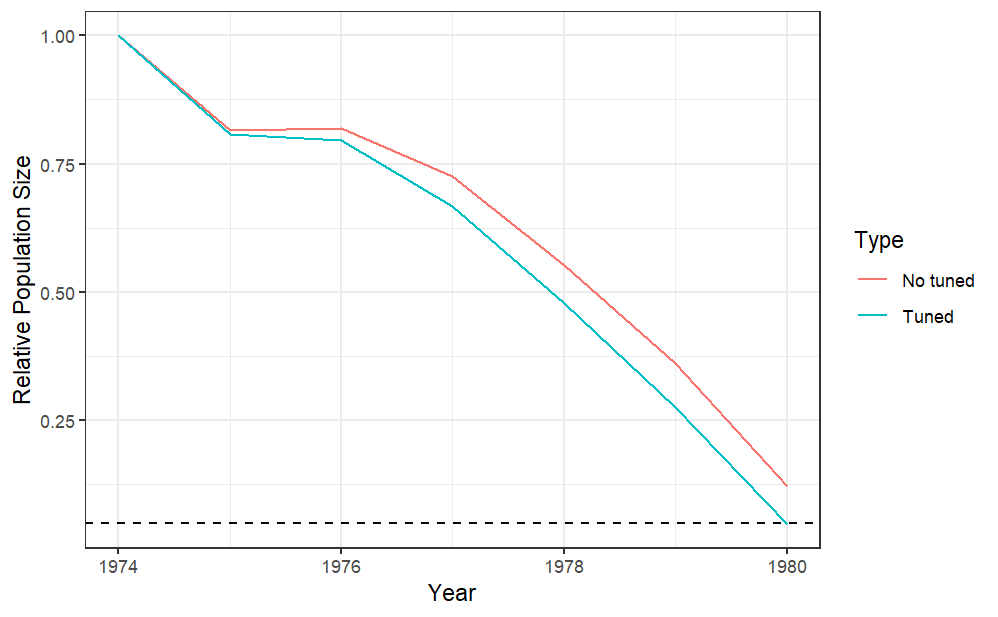 Relative Population Size
1.00
0.75
0.50
0.25
1974 1976 1978 1980
Year
Type
No tuned
Tuned